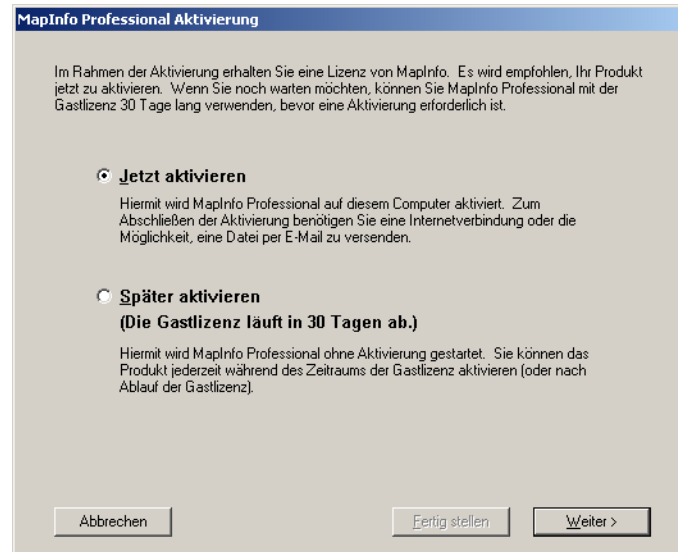 MapInfo Professional Aktivierung
Im Rahmen der Aktivierung erhalten Sie eine Lizenz von MapInfo.  Es wird empfohlen, Ihr Produkt
jetzt zu aktivieren.  Wenn Sie noch warten möchten, können Sie MapInfo Professional mit der
Gastlizenz 30 Tage lang verwenden, bevor eine Aktivierung erforderlich ist.
Jetzt aktivieren
Hiermit wird MapInfo Professional auf diesem Computer aktiviert.  Zum
Abschließen der Aktivierung benötigen Sie eine Internetverbindung oder die
Möglichkeit, eine Datei per E-Mail zu versenden.
Später aktivieren
(Die Gastlizenz läuft in 30 Tagen ab.)
Hiermit wird MapInfo Professional ohne Aktivierung gestartet.  Sie können das
Produkt jederzeit während des Zeitraums der Gastlizenz aktivieren (oder nach
Ablauf der Gastlizenz).
Abbrechen
Fertig stellen
Weiter >